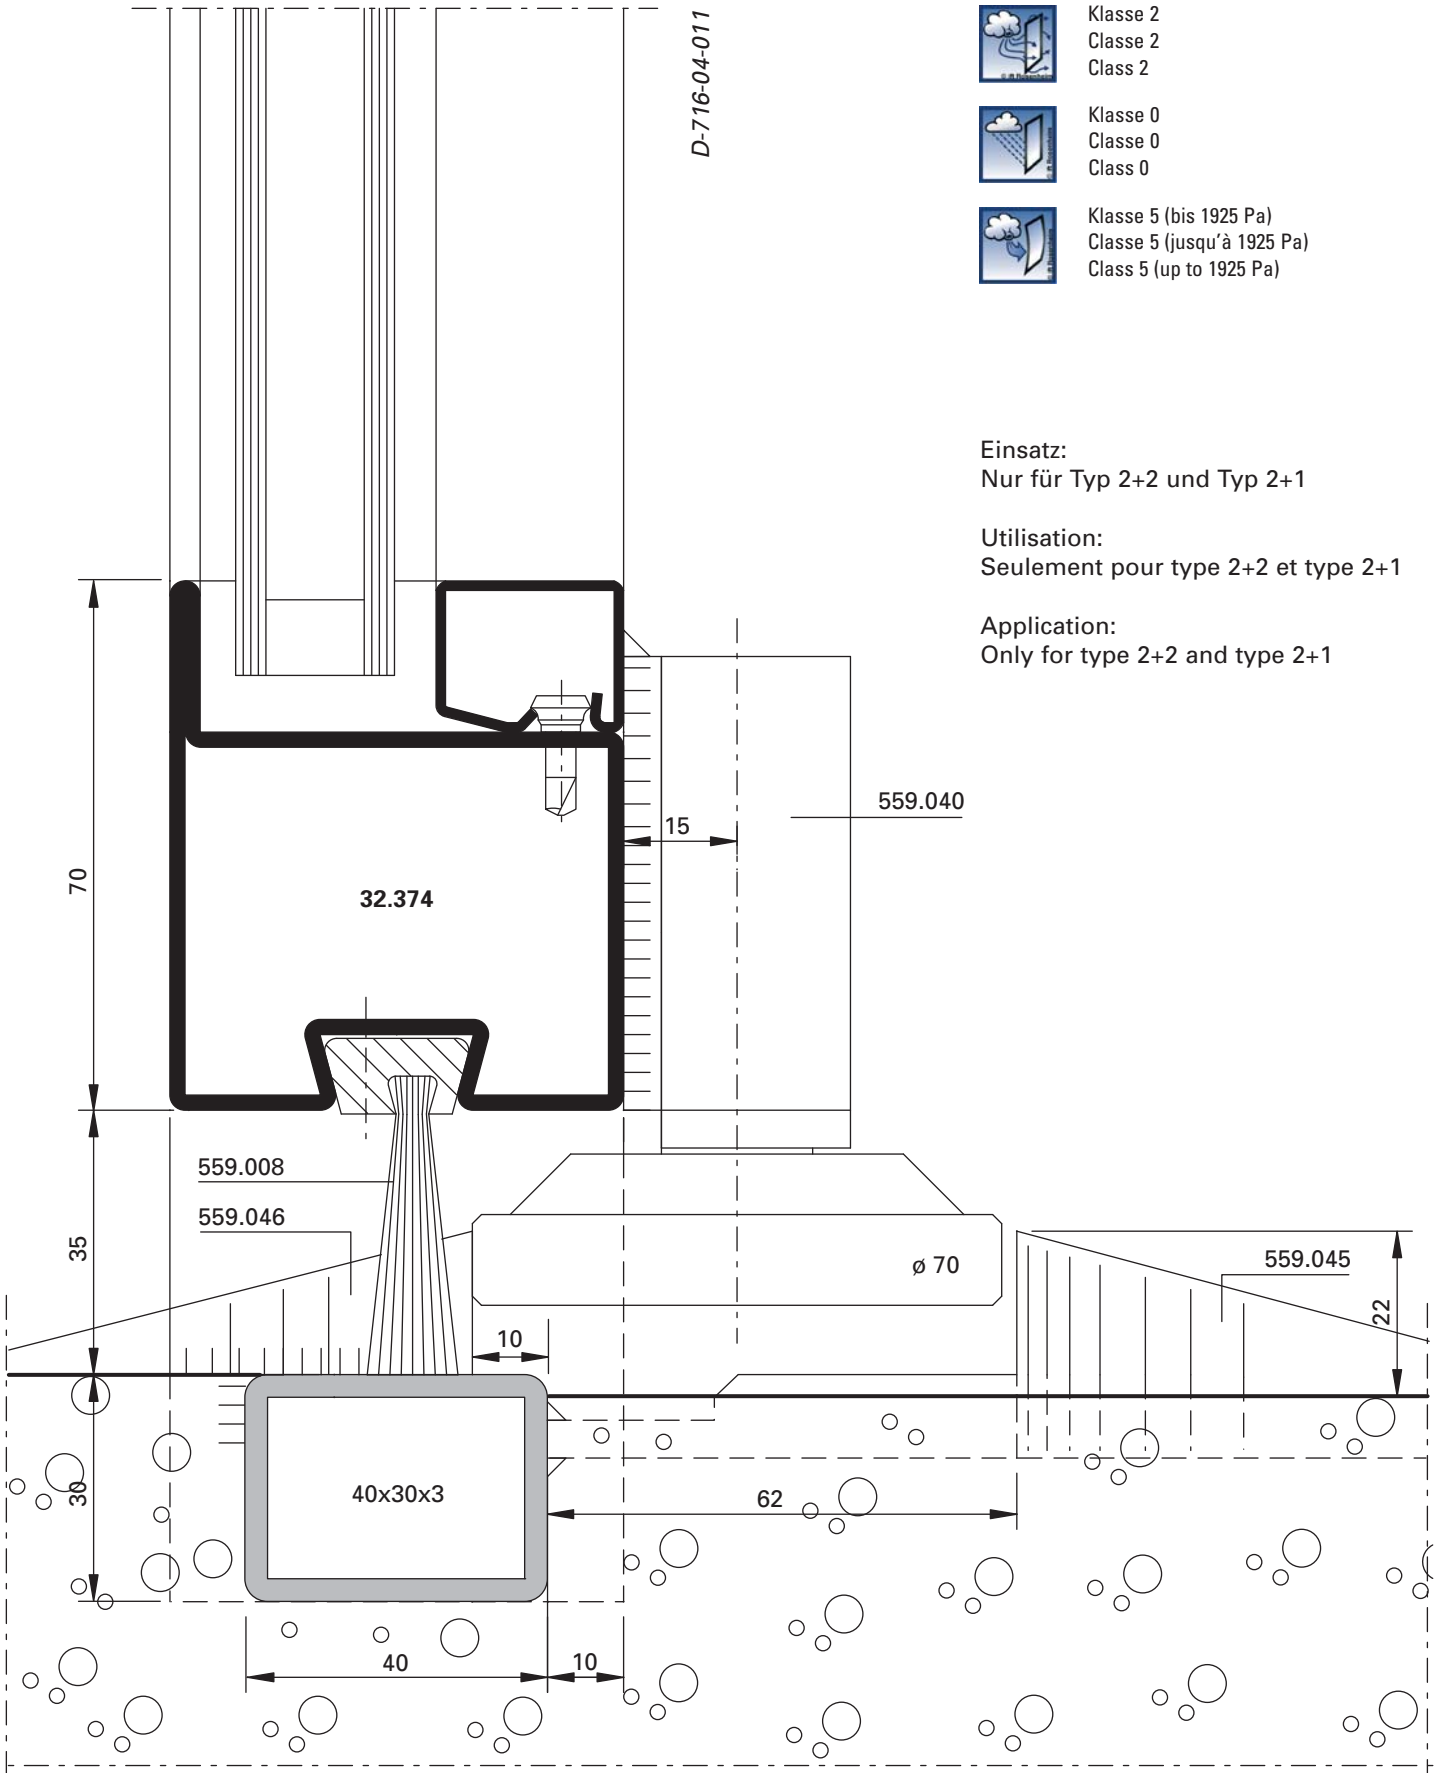 D-716-04-011
Klasse 2
Classe 2
Class 2
Klasse 0
Classe 0
Class 0
Klasse 5 (bis 1925 Pa)
Classe 5 (jusqu'à 1925 Pa)
Class 5 (up to 1925 Pa)
Einsatz:
Nur für Typ 2+2 und Typ 2+1
Utilisation:
Seulement pour type 2+2 et type 2+1
Application:
Only for type 2+2 and type 2+1
559.040
15
70
32.374
559.008
559.046
35
ø 70
559.045
22
10
30
40x30x3
62
40
10